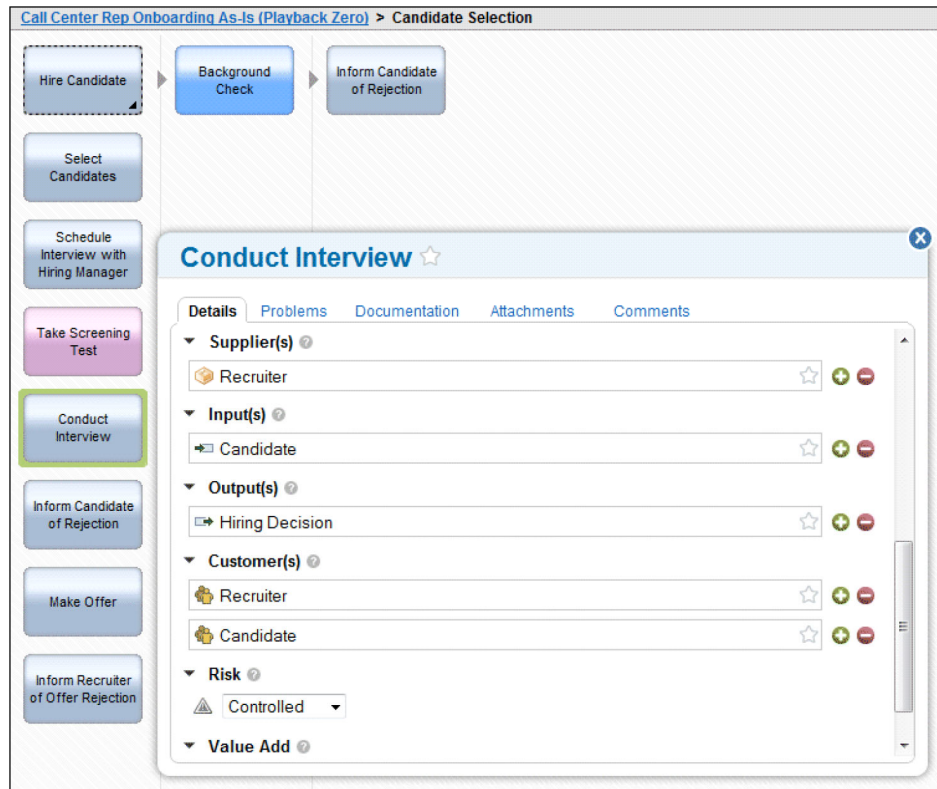 Call Center Rep Onboarding As-Is (Playback Zero) > Candidate Selection
Hire Candidate
Background
Check
Inform Candidate
of Rejection
Select
Candidates
Schedule
Interview with
Hiring Manager
Take Screening
Test
Conduct
Interview
Inform Candidate
of Rejection
Make Offer
Inform Recruiter
of Offer Rejection
Conduct Interview
Details Problems Documentation Attachments Comments
Supplier(s) ?
Recruiter
Input(s) ?
Candidate
Output(s) ?
Hiring Decision
Customer(s) ?
Recruiter
Candidate
Risk ?
Controlled
Value Add ?